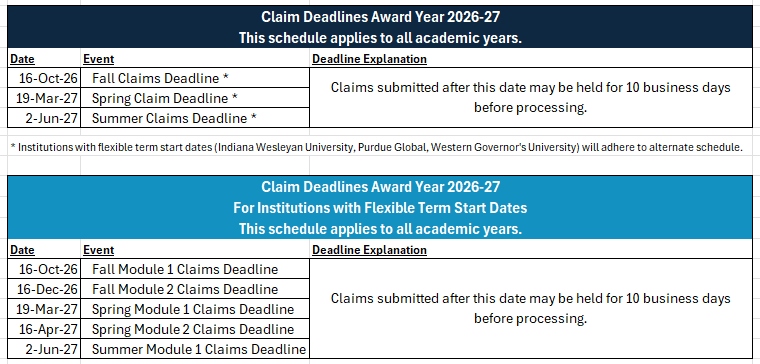 Claim Deadlines Award Year 2026-27
This schedule applies to all academic years.
Date Event Deadline Explanation
16-Oct-26 Fall Claims Deadline *
19-Mar-27 Spring Claim Deadline *
2-Jun-27 Summer Claims Deadline *
Claims submitted after this date may be held for 10 business days
before processing.
* Institutions with flexible term start dates (Indiana Wesleyan University, Purdue Global, Western Governor's University) will adhere to alternate schedule.
Claim Deadlines Award Year 2026-27
For Institutions with Flexible Term Start Dates
This schedule applies to all academic years.
Date Event Deadline Explanation
16-Oct-26 Fall Module 1 Claims Deadline
16-Dec-26 Fall Module 2 Claims Deadline
19-Mar-27 Spring Module 1 Claims Deadline
16-Apr-27 Spring Module 2 Claims Deadline
2-Jun-27 Summer Module 1 Claims Deadline
Claims submitted after this date may be held for 10 business days
before processing.